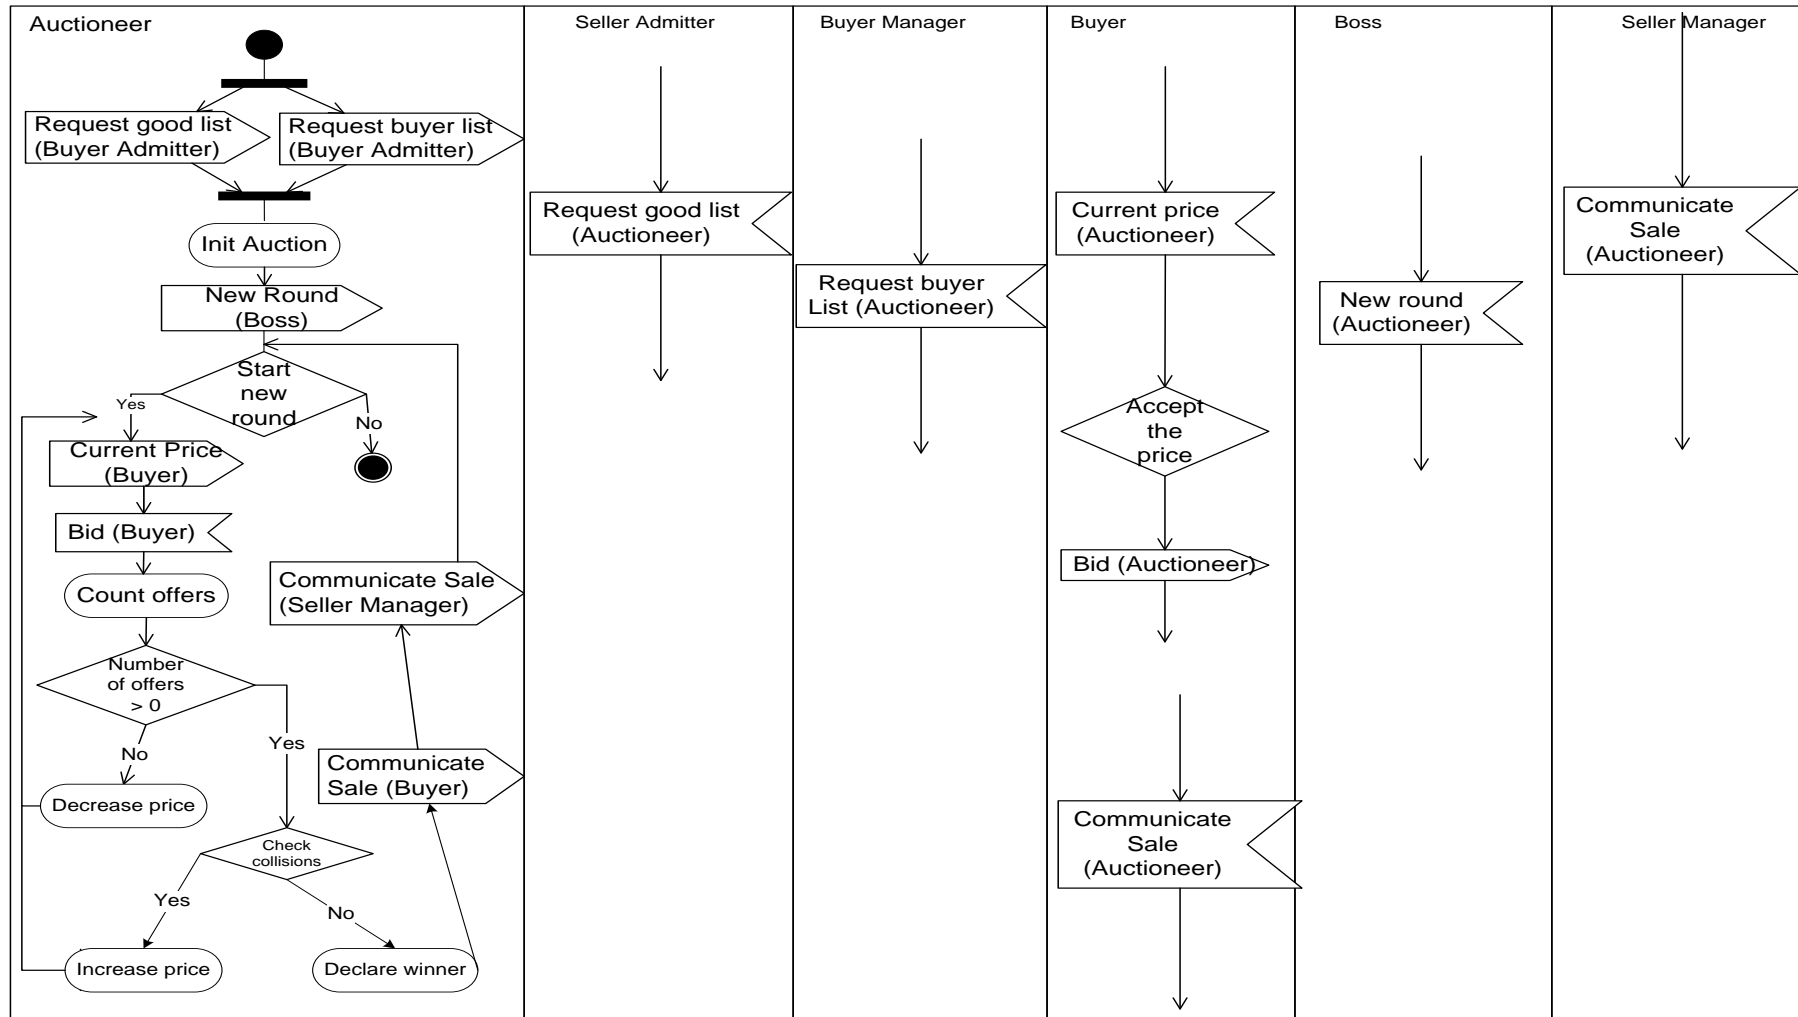 Auctioneer
Seller Admitter
Buyer Manager
Buyer
Boss
Seller Manager
Request good list
(Buyer Admitter)
Request buyer list
(Buyer Admitter)
Init Auction
New Round
(Boss)
Start
new
round
Yes
No
Current Price
(Buyer)
Bid (Buyer)
Count offers
Number
of offers
> 0
No
Yes
Decrease price
Check
collisions
Yes
No
Increase price
Declare winner
Communicate
Sale (Buyer)
Communicate Sale
(Seller Manager)
Request good list
(Auctioneer)
Request buyer
List (Auctioneer)
Current price
(Auctioneer)
Accept
the
price
Bid (Auctioneer)
Communicate
Sale
(Auctioneer)
New round
(Auctioneer)
Communicate
Sale
(Auctioneer)